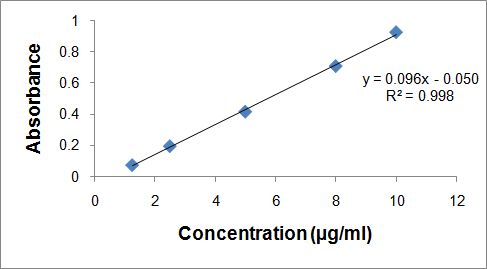 1
0.8
0.6
0.4
0.2
0
Absorbance
y = 0.096x - 0.050
R² = 0.998
0 2 4 6 8 10 12
Concentration (µg/ml)